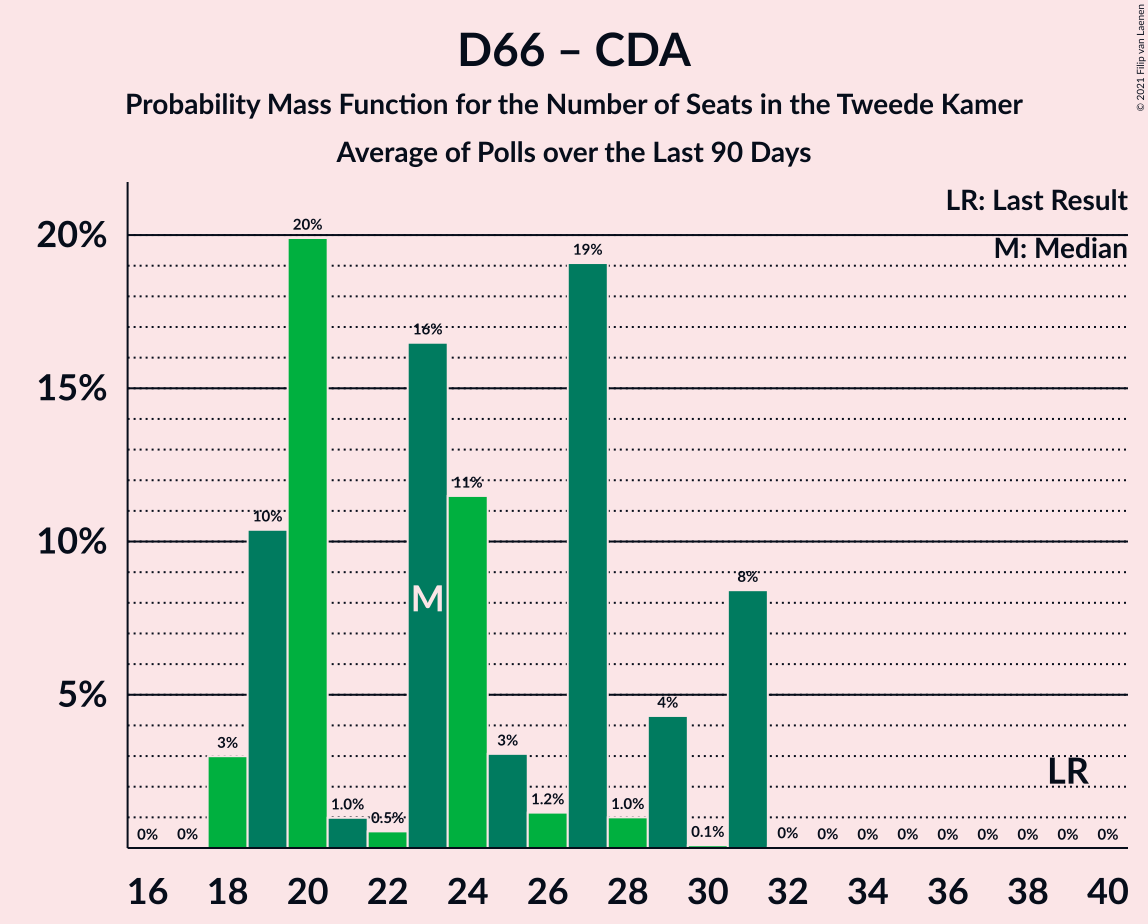 D66 – CDA
Probability Mass Function for the Number of Seats in the Tweede Kamer
Average of Polls over the Last 90 Days
© 2021 Filip van Laenen
LR: Last Result
M: Median
20%
15%
10%
5%
0% 0% 3% 10% 20% 1.0% 0.5% 16% 11% 3% 1.2% 19% 1.0% 4% 0.1% 8% 0% 0% 0% 0% 0% 0% 0% 0% 0%
M
LR
16 18 20 22 24 26 28 30 32 34 36 38 40